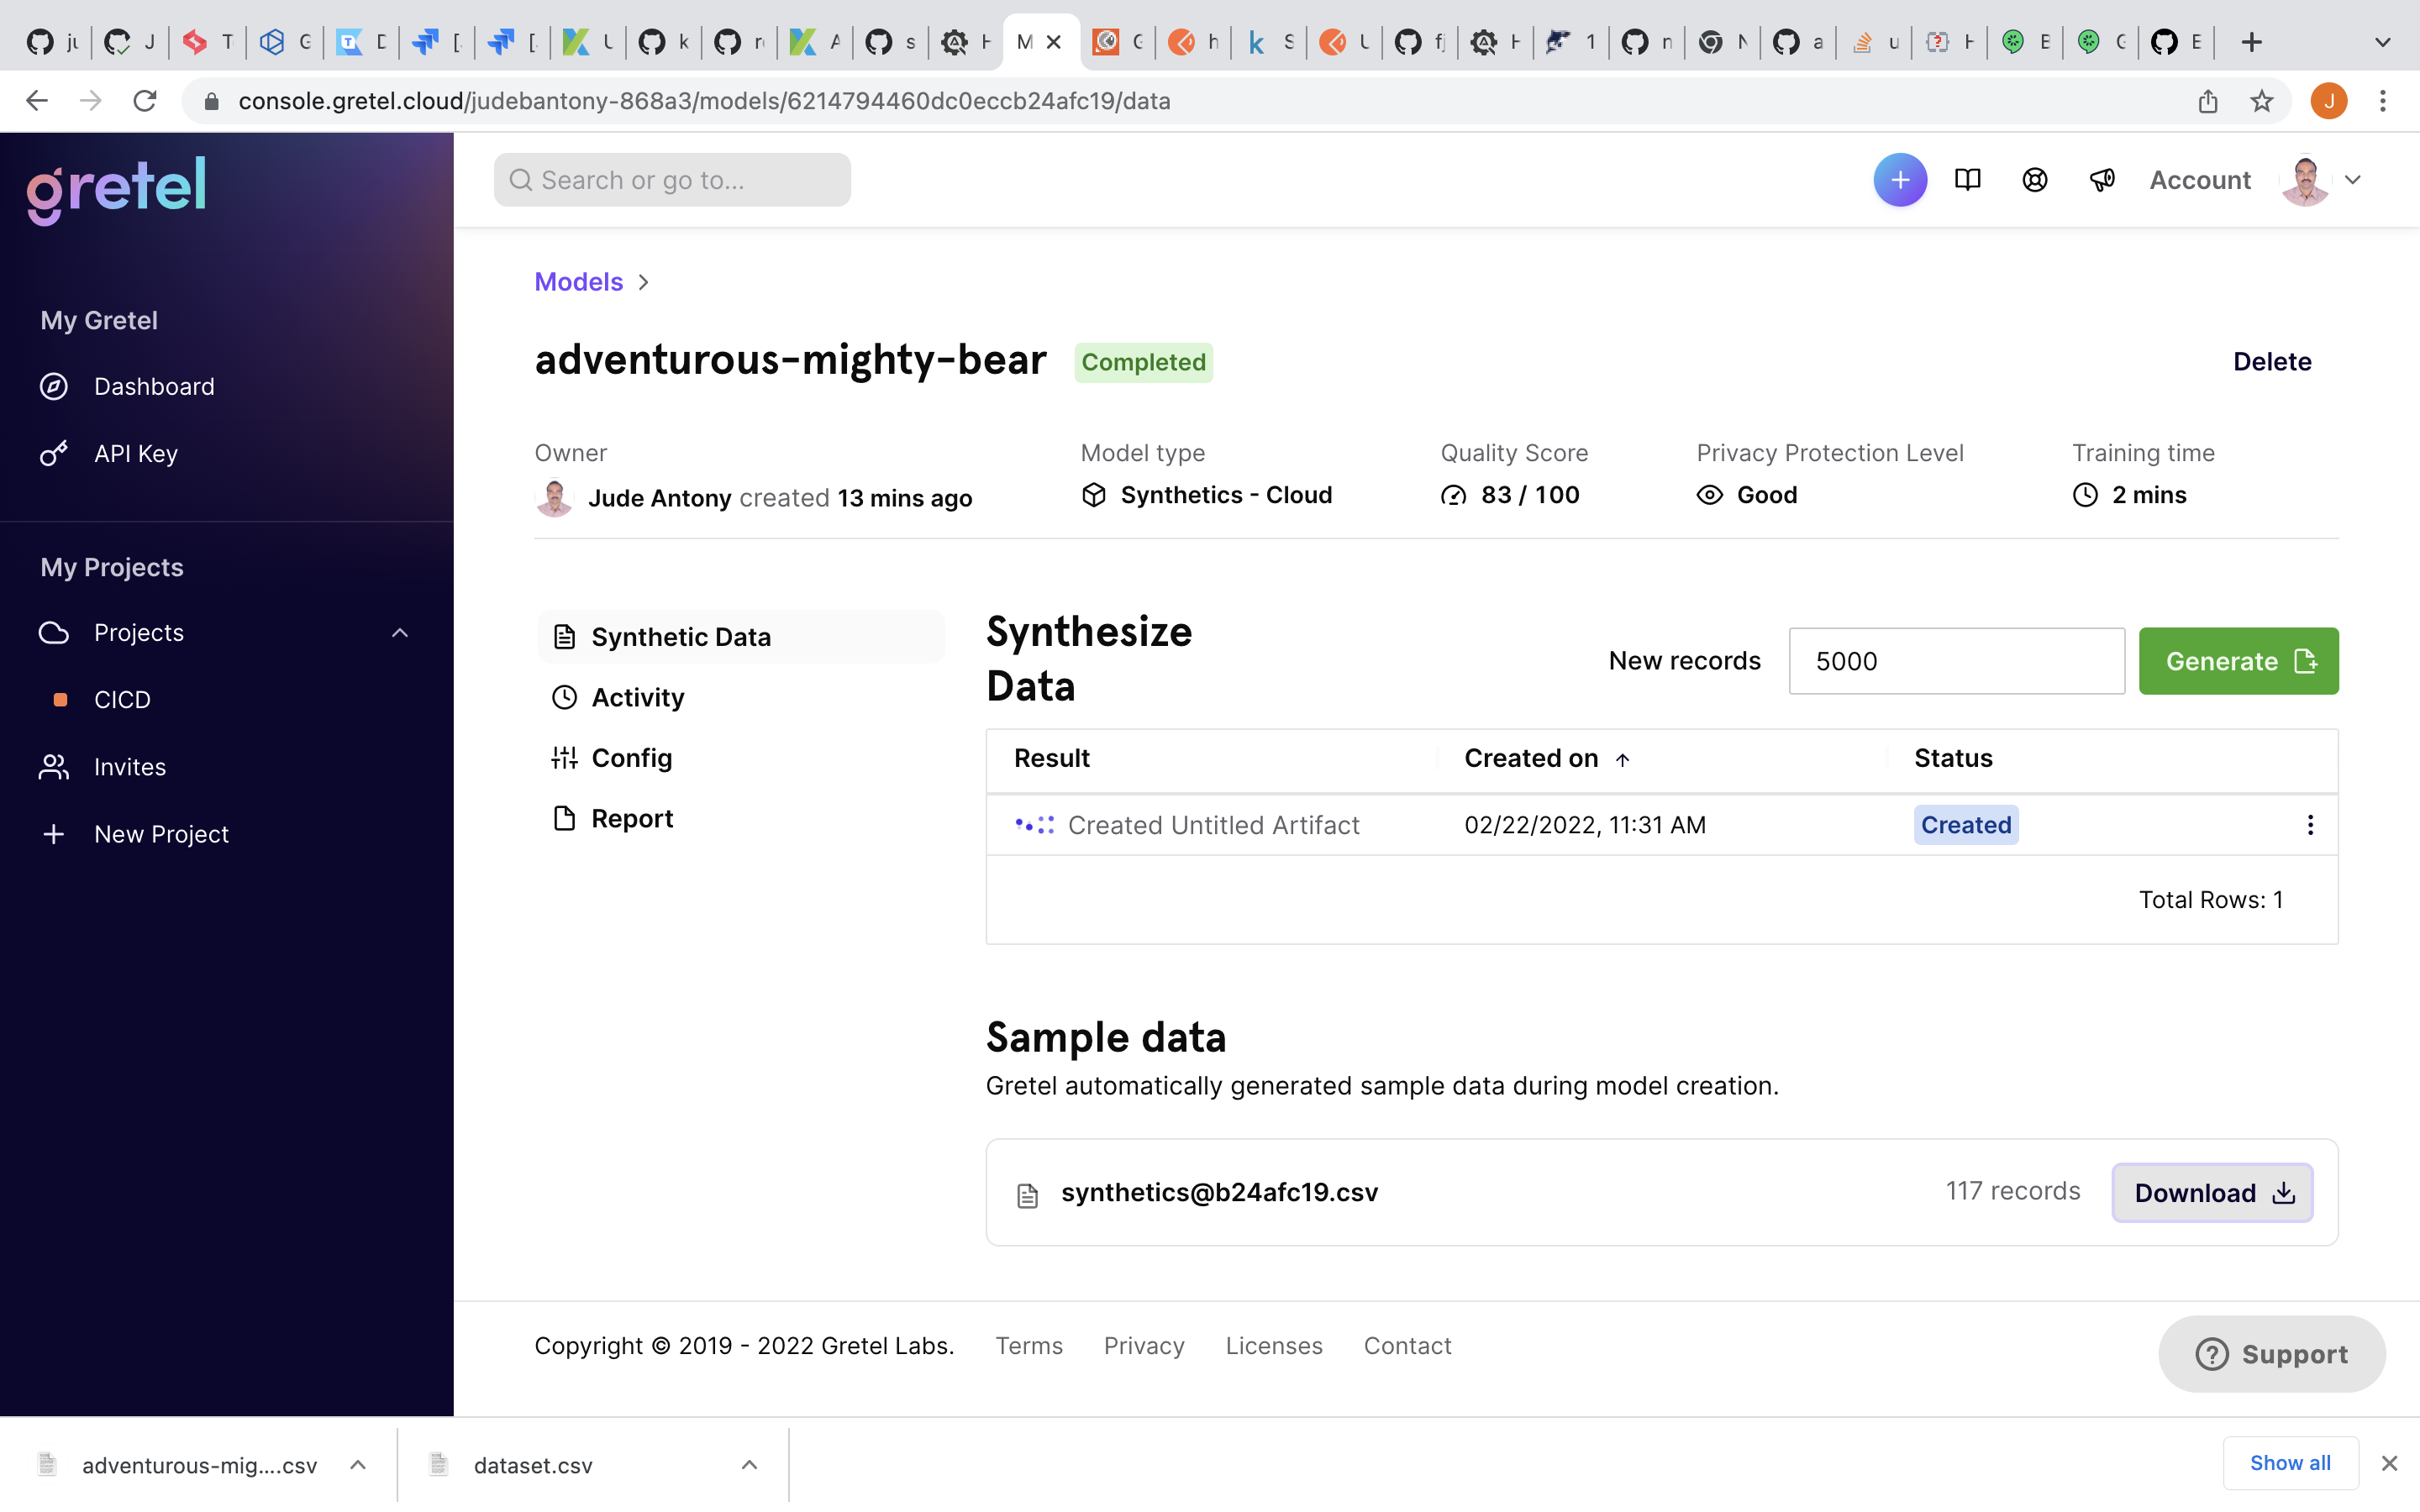 ju J T G D [ [ U k r A s H M G h S U fj H 1 n N a u H E G E
console.gretel.cloud/judebantony-868a3/models/6214794460dc0eccb24afc19/data
J
gretel
Search or go to...
Account
My Gretel
Dashboard
API Key
My Projects
Projects
CICD
Invites
New Project
Models
adventurous-mighty-bear Completed Delete
Owner Model type Quality Score Privacy Protection Level Training time
Jude Antony created 13 mins ago Synthetics - Cloud 83 / 100 Good 2 mins
Synthetic Data
Activity
Config
Report
Synthesize
Data
New records 5000 Generate
Result Created on Status
Created Untitled Artifact 02/22/2022, 11:31 AM Created
Total Rows: 1
Sample data
Gretel automatically generated sample data during model creation.
synthetics@b24afc19.csv 117 records Download
Copyright © 2019 - 2022 Gretel Labs. Terms Privacy Licenses Contact
Support
adventurous-mig....csv dataset.csv Show all